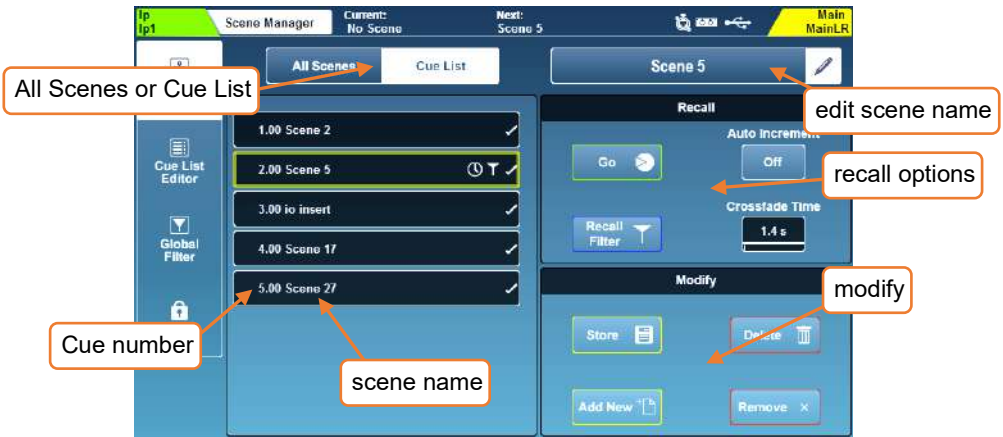 Ip
Ip1
Scene Manager
Current:
No Scene
Next:
Scene 5
Main
MainLR
All Scenes
Cue List
Scene 5
All Scenes or Cue List
edit scene name
Recall
Auto Increment
1.00 Scene 2
Cue List
Editor
2.00 Scene 5
Go
Off
recall options
3.00 io insert
Crossfade Time
Global
Filter
4.00 Scene 17
Recall
Filter
1.4 s
5.00 Scene 27
Modify
modify
Cue number
scene name
Store
Delete
Add New
Remove